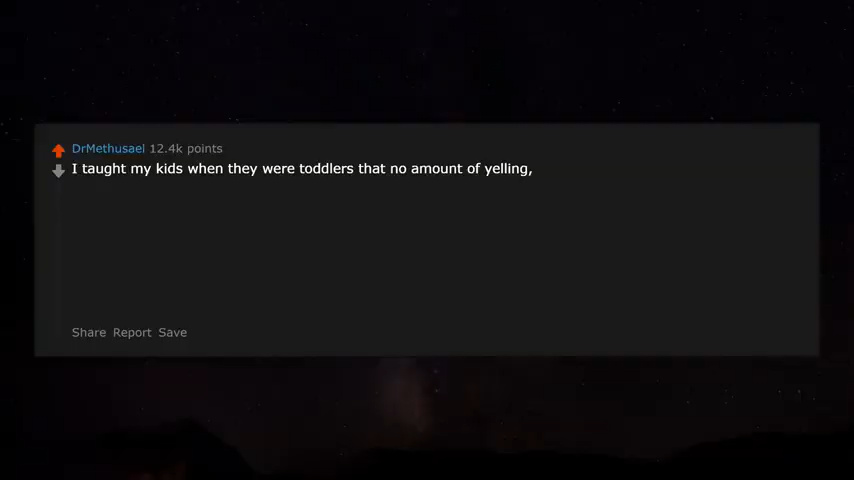 DrMethusael 12.4k points
I taught my kids when they were toddlers that no amount of yelling,
Share Report Save